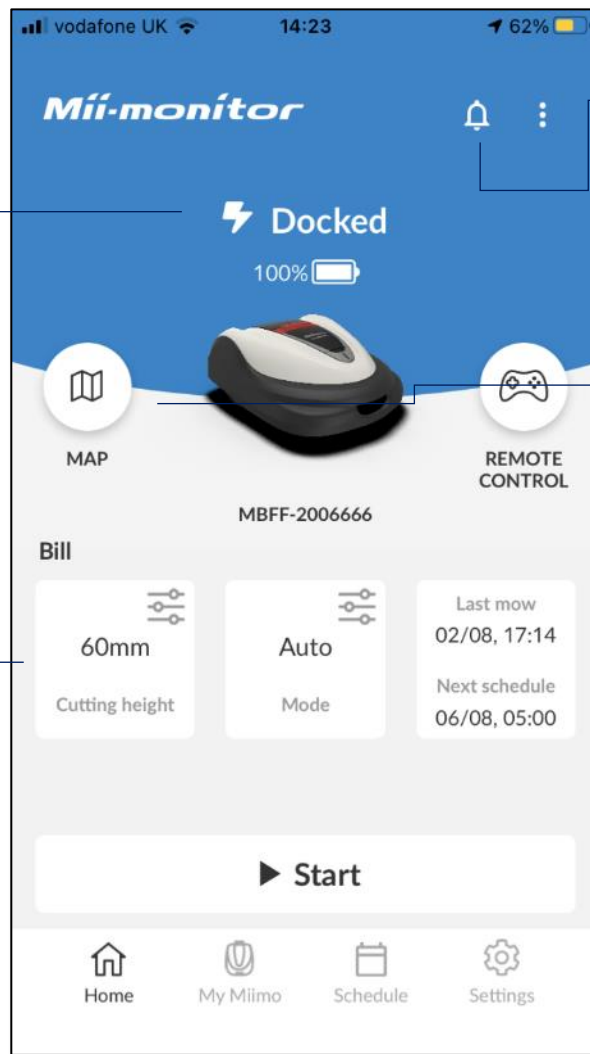 vodafone UK 14:23 62%
Mii-monitor
Docked
100%
MAP
REMOTE
CONTROL
MBFF-2006666
Bill
60mm
Cutting height
Auto
Mode
Last mow
02/08, 17:14
Next schedule
06/08, 05:00
Start
Home My Miimo Schedule Settings